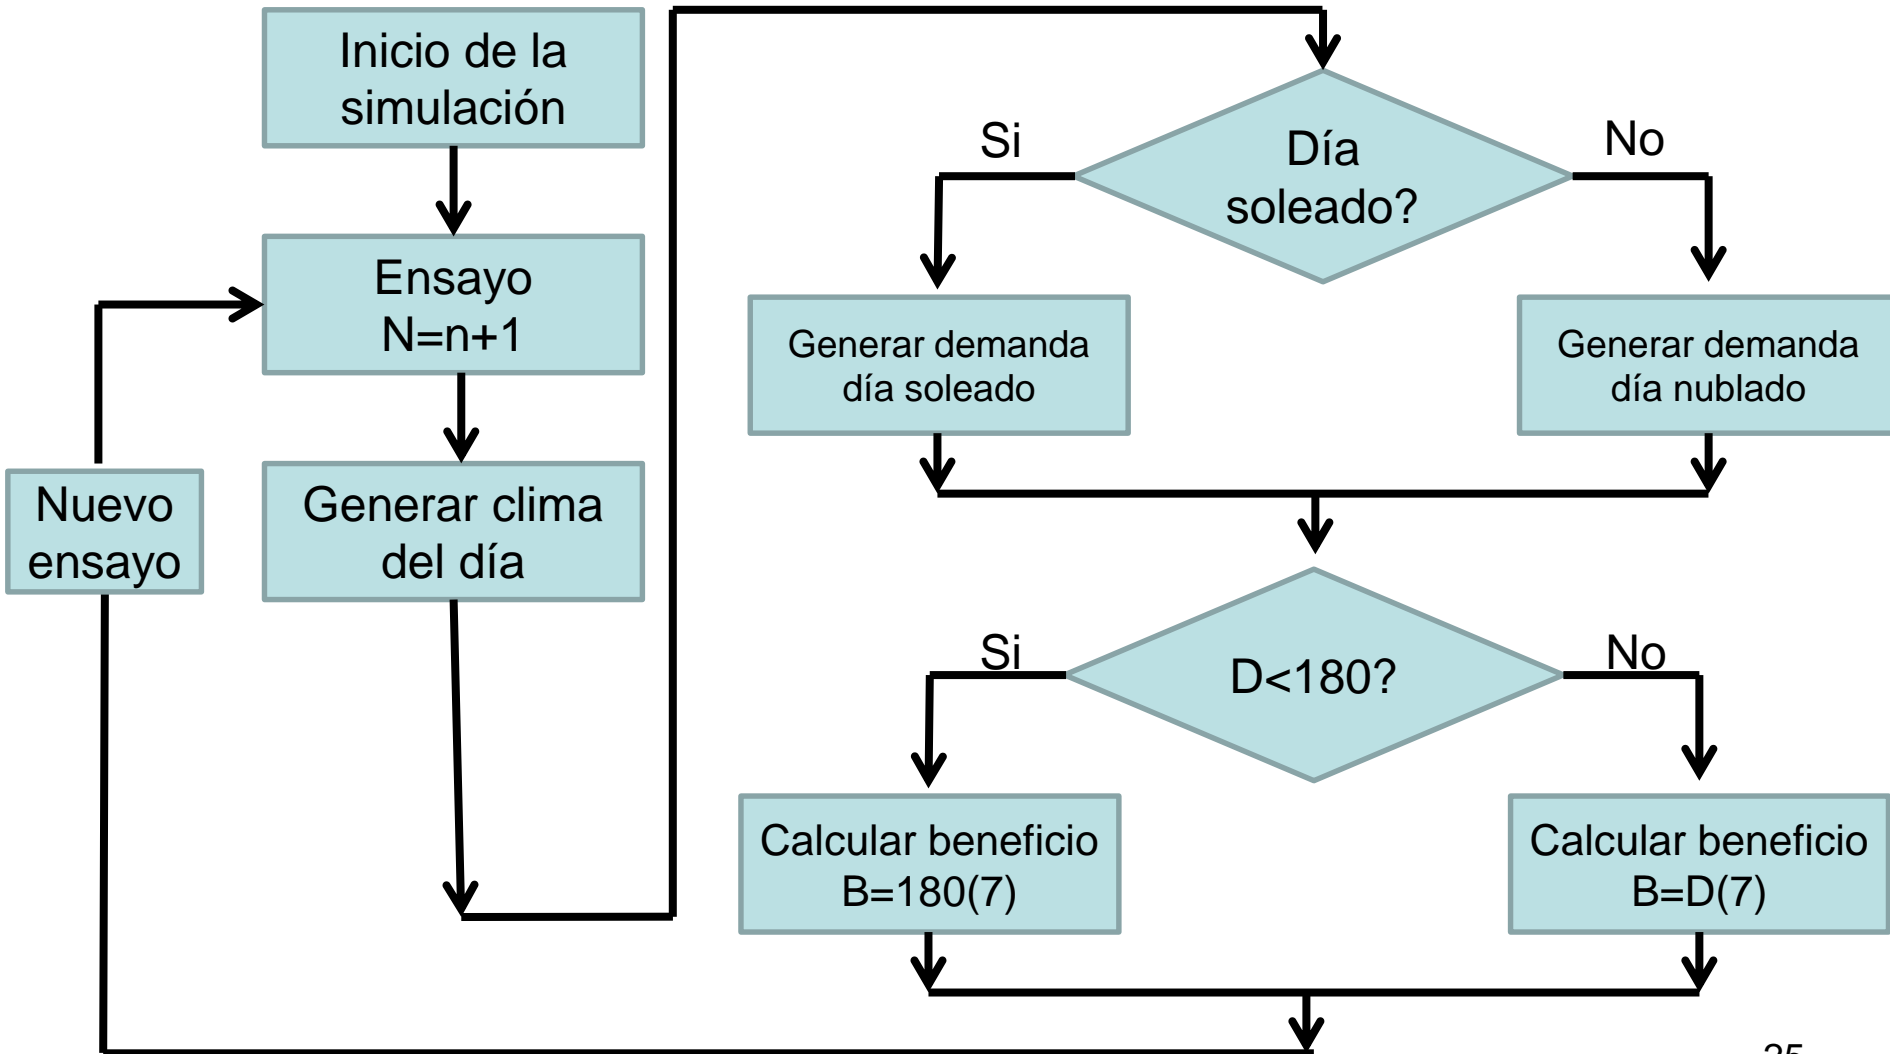 Inicio de la
simulación
Ensayo
N=n+1
Generar clima
del día
Nuevo
ensayo
Día
soleado?
Si
No
Generar demanda
día soleado
Generar demanda
día nublado
D<180?
Si
No
Calcular beneficio
B=180(7)
Calcular beneficio
B=D(7)